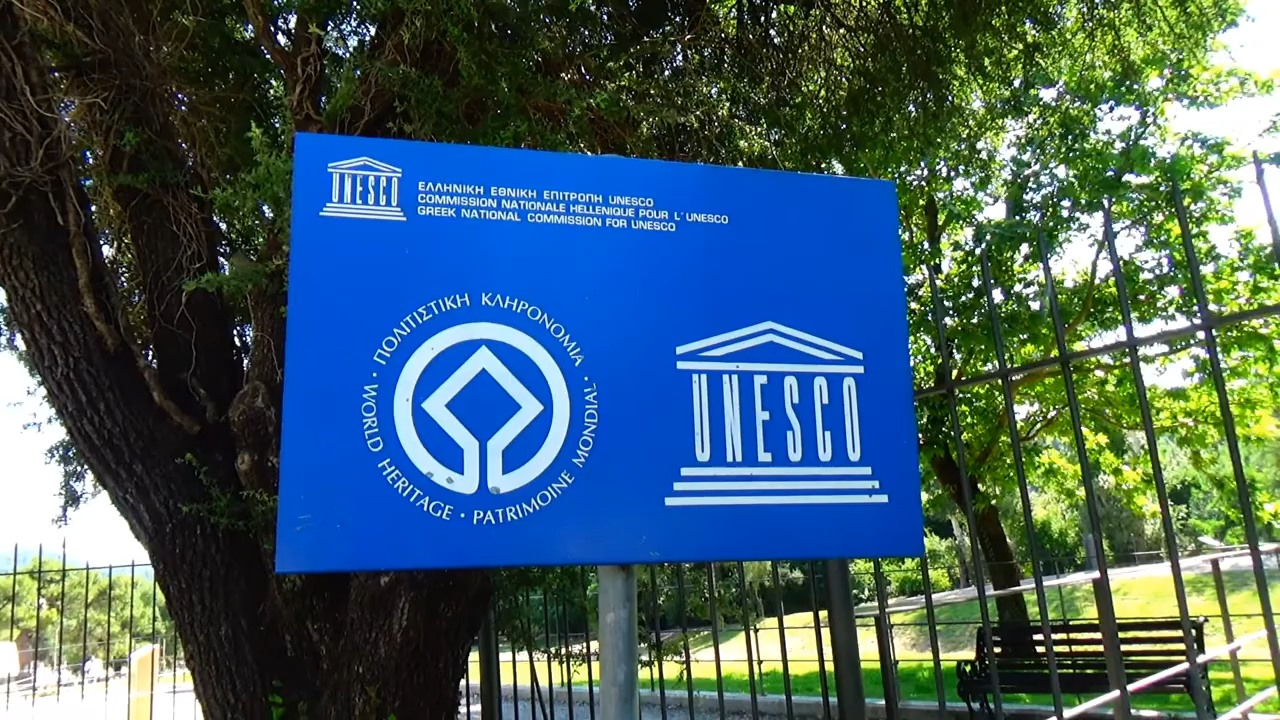 UNESCO
ΕΛΛΗΝΙΚΗ ΕΘΝΙΚΗ ΕΠΙΤΡΟΠΗ UNESCO
COMMISSION NATIONALE HELLENIQUE POUR L' UNESCO
GREEK NATIONAL COMMISSION FOR UNESCO
ΠΟΛΙΤΙΣΤΙΚΗ ΚΛΗΡΟΝΟΜΙΑ · WORLD HERITAGE · PATRIMOINE MONDIAL ·
UNESCO